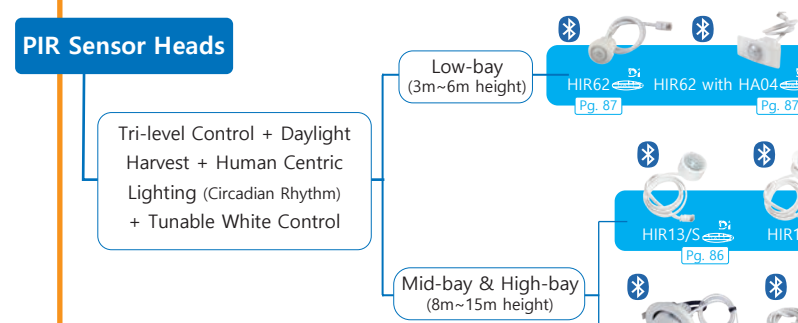 PIR Sensor Heads
Low-bay
(3m~6m height)
HIR62 HIR62 with HA04
Pg. 87 Pg. 87
Tri-level Control + Daylight
Harvest + Human Centric
Lighting (Circadian Rhythm)
+ Tunable White Control
HIR13/S
Pg. 86
Mid-bay & High-bay
(8m~15m height)